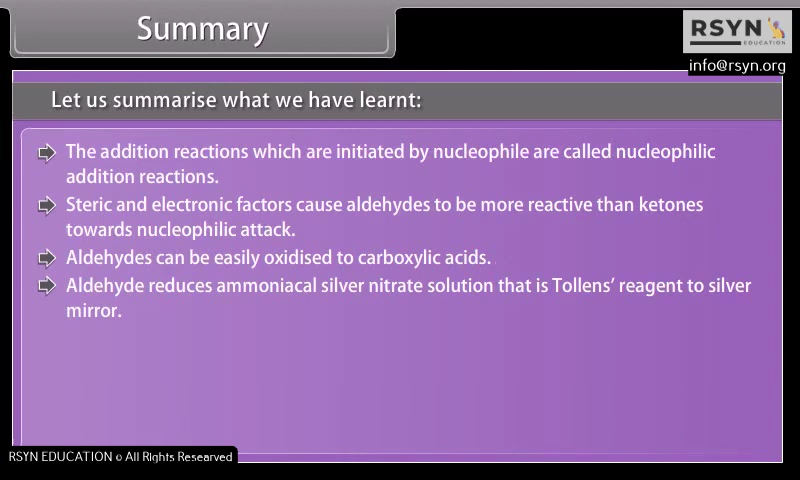 Summary
RSYN
EDUCATION
info@rsyn.org
Let us summarise what we have learnt:
The addition reactions which are initiated by nucleophile are called nucleophilic
addition reactions.
Steric and electronic factors cause aldehydes to be more reactive than ketones
towards nucleophilic attack.
Aldehydes can be easily oxidised to carboxylic acids.
Aldehyde reduces ammoniacal silver nitrate solution that is Tollens’ reagent to silver
mirror.
RSYN EDUCATION © All Rights Researved